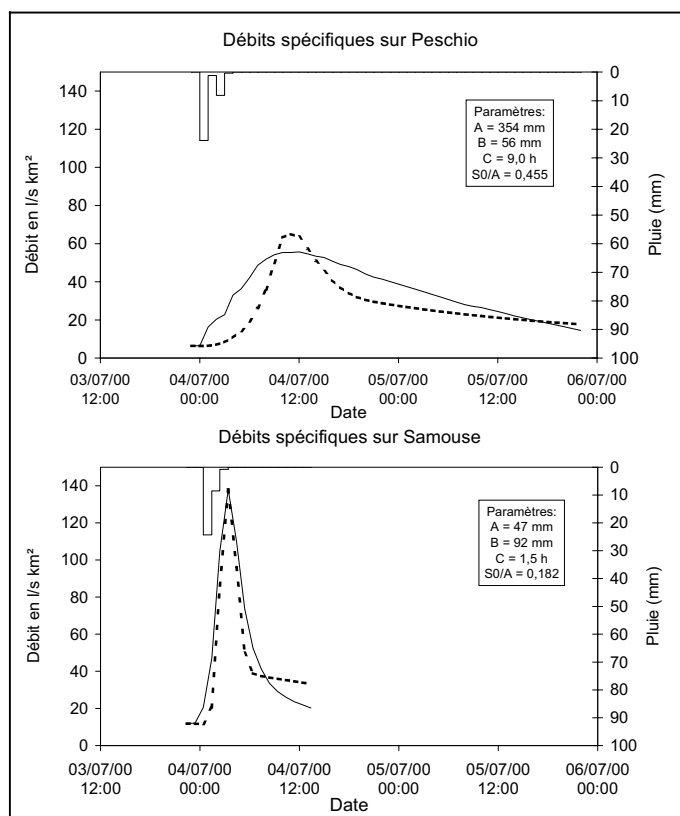 Débits spécifiques sur Peschio
Débit en l/s km²
140
120
100
80
60
40
20
0
Paramètres:
A = 354 mm
B = 56 mm
C = 9,0 h
S0/A = 0,455
0
10
20
30
40
50
60
70
80
90
100
Pluie (mm)
03/07/00 04/07/00 04/07/00 05/07/00 05/07/00 06/07/00
12:00 00:00 12:00 00:00 12:00 00:00
Date
Débits spécifiques sur Samouse
Débit en l/s km²
140
120
100
80
60
40
20
0
Paramètres:
A = 47 mm
B = 92 mm
C = 1,5 h
S0/A = 0,182
0
10
20
30
40
50
60
70
80
90
100
Pluie (mm)
03/07/00 04/07/00 04/07/00 05/07/00 05/07/00 06/07/00
12:00 00:00 12:00 00:00 12:00 00:00
Date